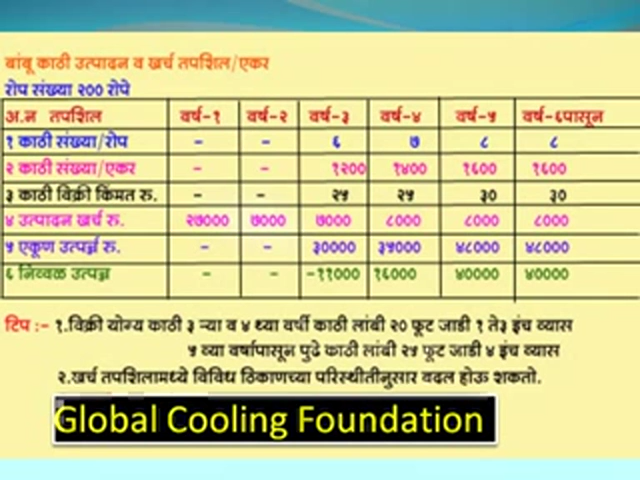 बांबू काठी उत्पादन व खर्च तपशिल/एकर
रोप संख्या २०० रोपे
अ.न तपशिल वर्ष-१ वर्ष-२ वर्ष-३ वर्ष-४ वर्ष-५ वर्ष-६पासून
१ काठी संख्या/रोप - - ६ ७ ८ ८
२ काठी संख्या/एकर - - १२०० १४०० १६०० १६००
३ काठी विक्री किंमत रु. - - २५ २५ ३० ३०
४ उत्पादन खर्च रु. २७००० ७००० ७००० ८००० ८००० ८०००
५ एकूण उत्पन्न रु. - - ३०००० ३५००० ४८००० ४८०००
६ निव्वळ उत्पन्न - - -११००० १६००० ४०००० ४००००
टिप :- १.विक्री योग्य काठी ३ ऱ्या व ४ थ्या वर्षी काठी लांबी २० फूट जाडी १ ते३ इंच व्यास
५ व्या वर्षापासून पुढे काठी लांबी २५ फूट जाडी ४ इंच व्यास
२.खर्च तपशिलामध्ये विविध ठिकाणच्या परिस्थीतीनुसार बदल होऊ शकतो.
Global Cooling Foundation